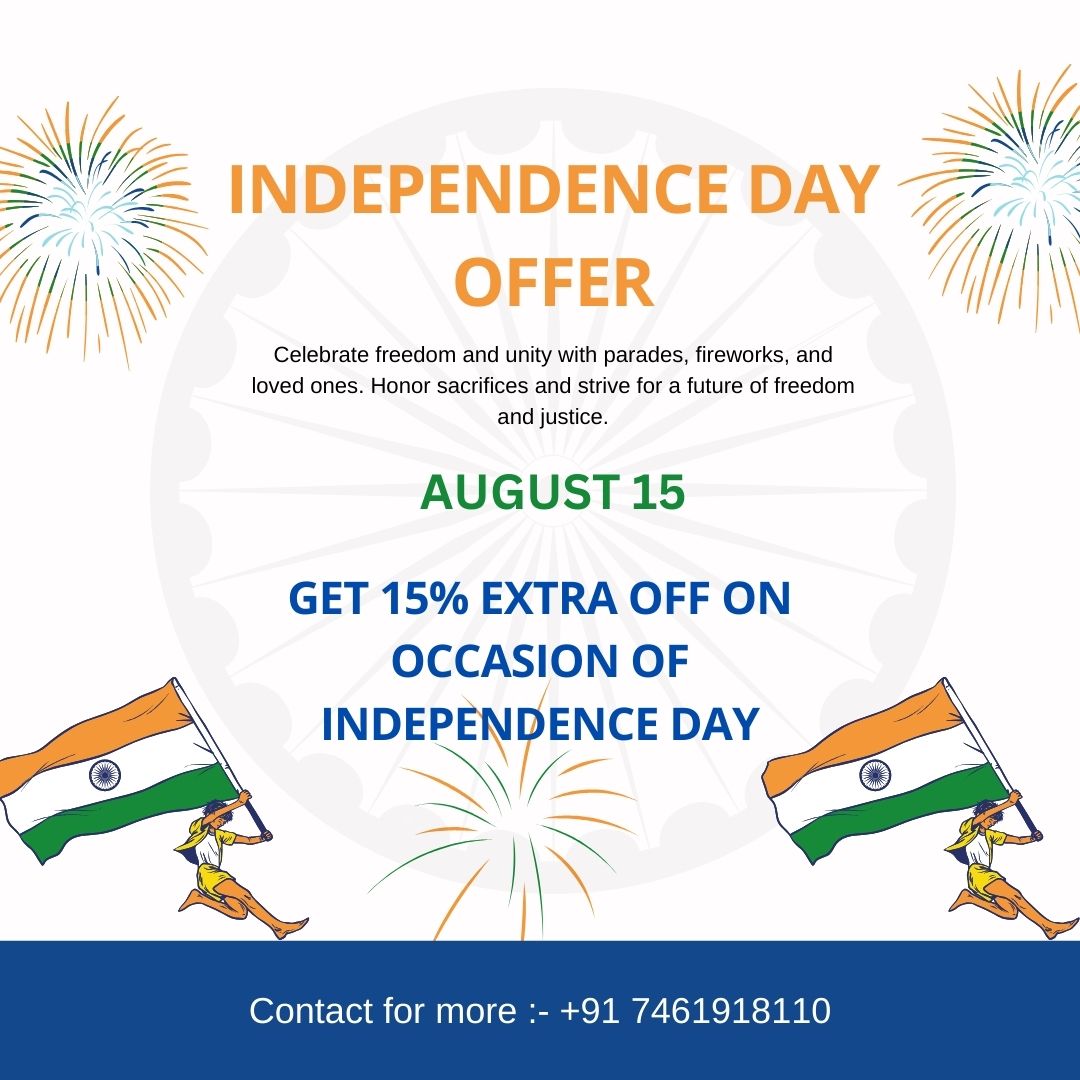 INDEPENDENCE DAY
OFFER
Celebrate freedom and unity with parades, fireworks, and
loved ones. Honor sacrifices and strive for a future of freedom
and justice.
AUGUST 15
GET 15% EXTRA OFF ON
OCCASION OF
INDEPENDENCE DAY
Contact for more :- +91 7461918110